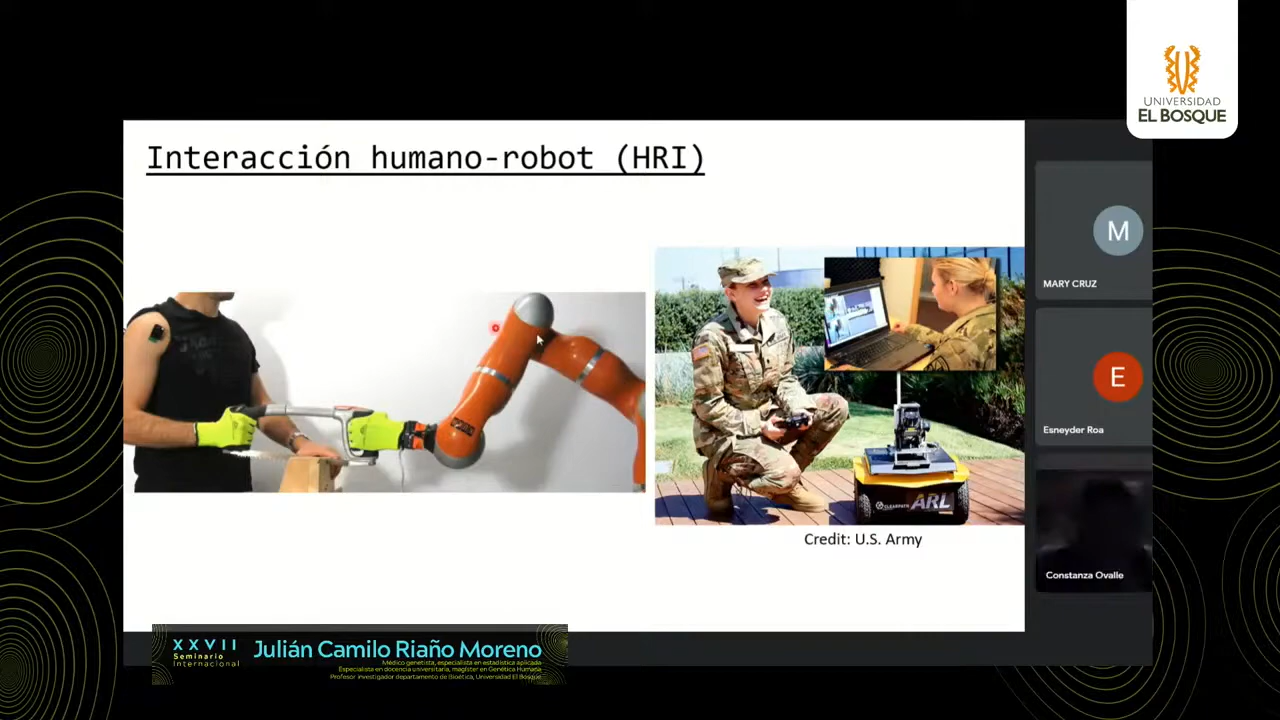 UNIVERSIDAD
EL BOSQUE
Interacción humano-robot (HRI)
M
MARY CRUZ
E
Esneyder Roa
Constanza Ovalle
CLEARPATH ARL
Credit: U.S. Army
XXVII
Seminario
Internacional
Julián Camilo Riaño Moreno
Médico genetista, especialista en estadística aplicada
Especialista en docencia universitaria, magíster en Genética Humana
Profesor investigador departamento de Bioética, Universidad El Bosque